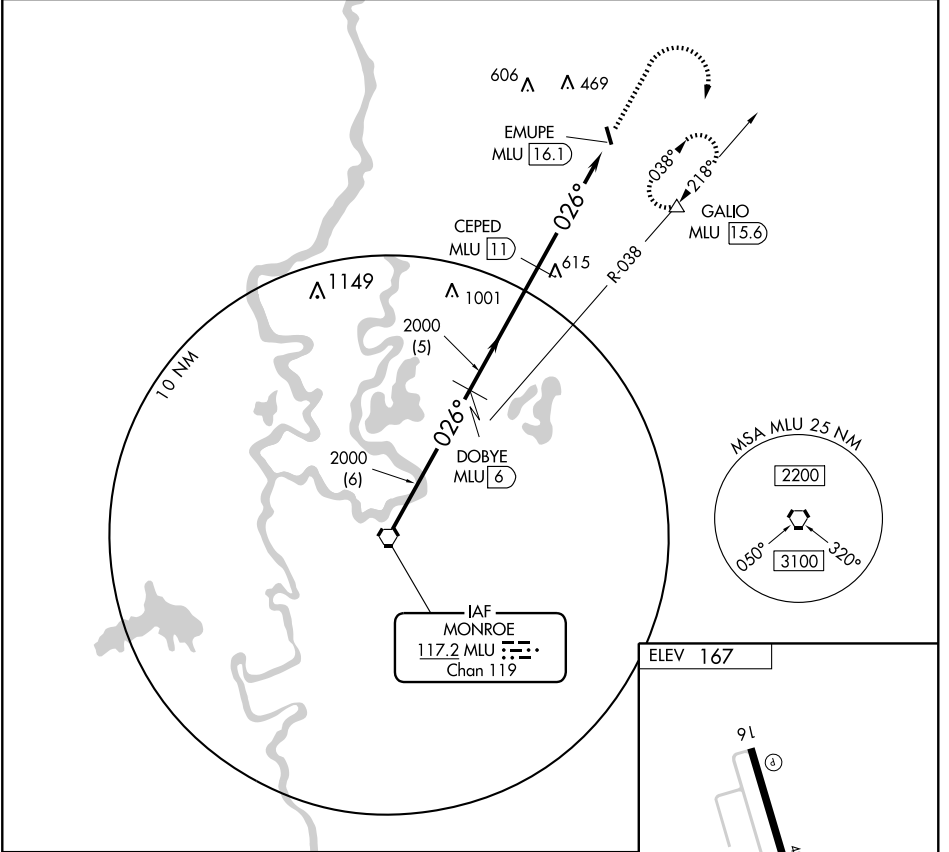 606
469
EMUPE
MLU 16.1
038°
218°
026°
GALIO
MLU 15.6
CEPED
MLU 11
615
R-038
1149
1001
2000
(5)
10 NM
026°
DOBYE
MLU 6
2000
(6)
MSA MLU 25 NM
2200
050°
320°
3100
IAF
MONROE
117.2 MLU
Chan 119
ELEV 167
16
P
A